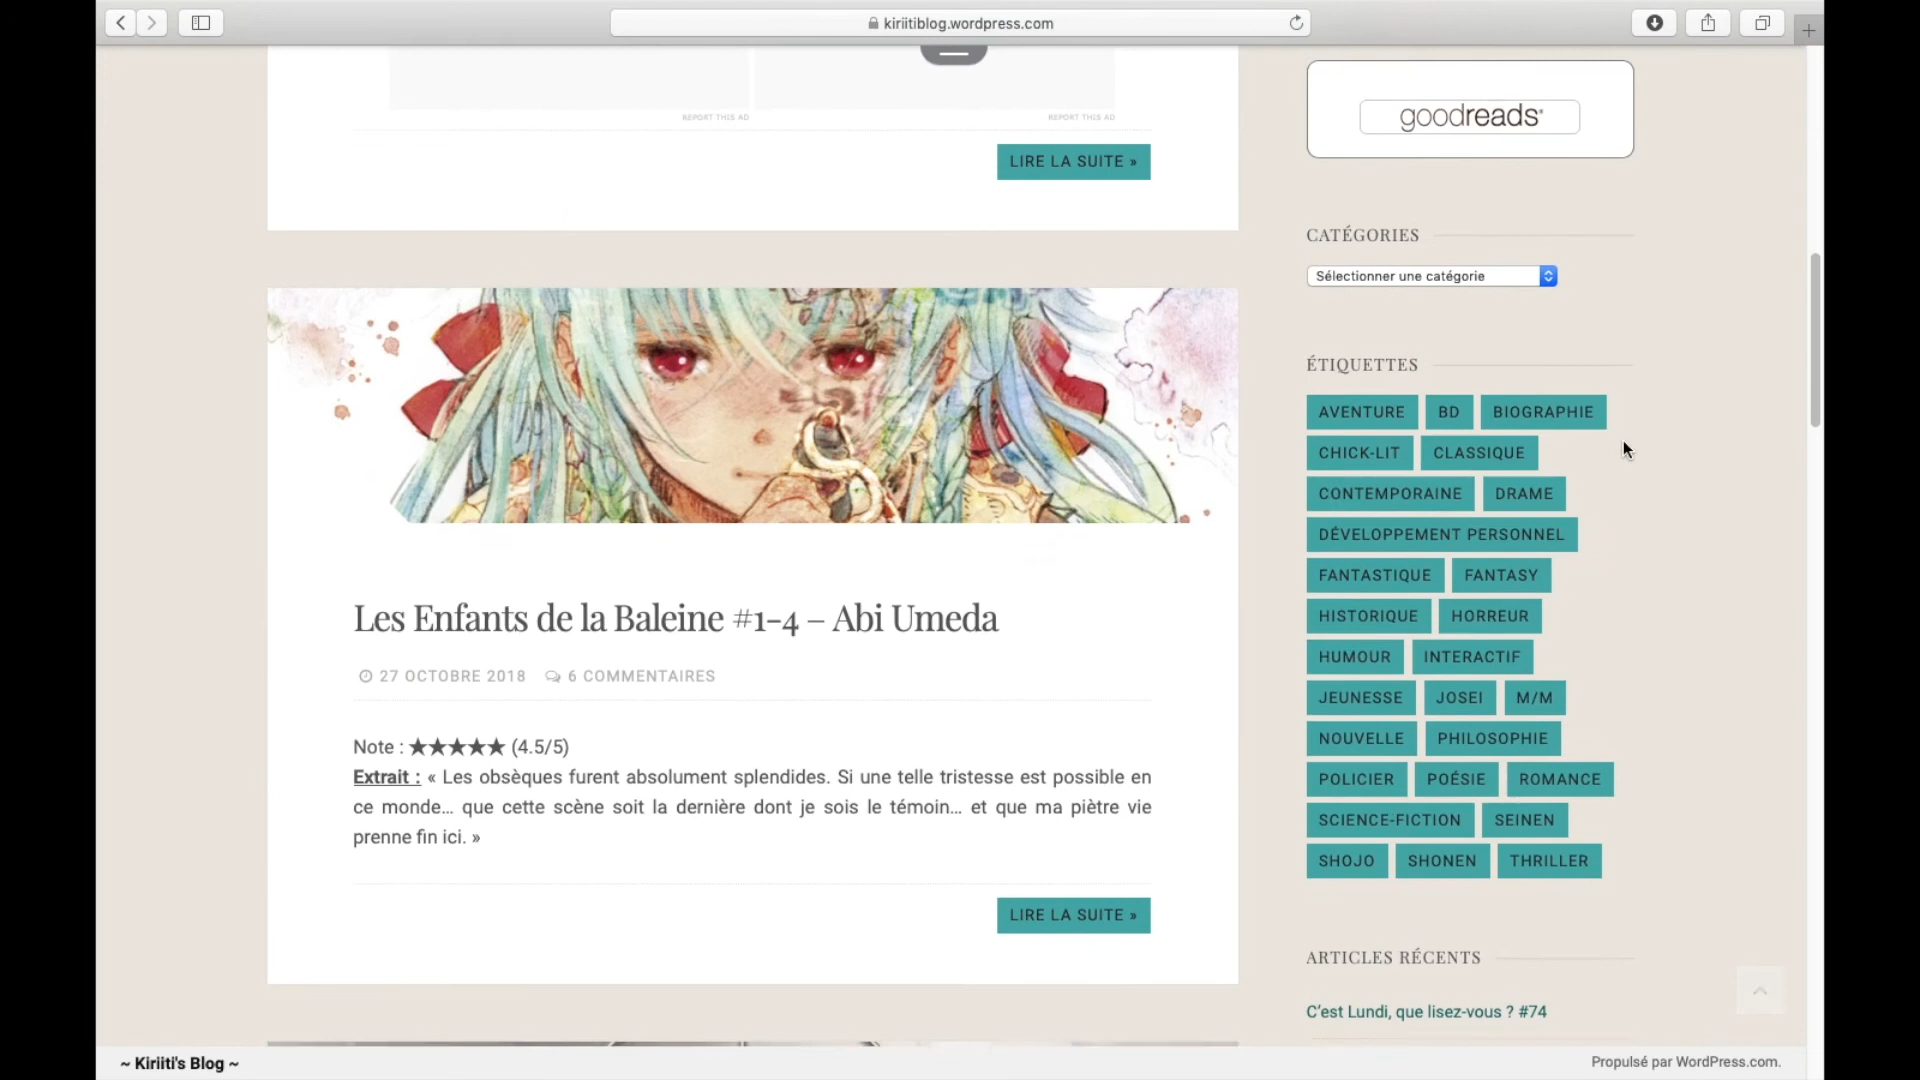 kiriitiblog.wordpress.com
REPORT THIS AD
REPORT THIS AD
LIRE LA SUITE »
goodreads®
CATÉGORIES
Sélectionner une catégorie
ÉTIQUETTES
AVENTURE BD BIOGRAPHIE
CHICK-LIT CLASSIQUE
CONTEMPORAINE DRAME
DÉVELOPPEMENT PERSONNEL
FANTASTIQUE FANTASY
HISTORIQUE HORREUR
HUMOUR INTERACTIF
JEUNESSE JOSEI M/M
NOUVELLE PHILOSOPHIE
POLICIER POÉSIE ROMANCE
SCIENCE-FICTION SEINEN
SHOJO SHONEN THRILLER
Les Enfants de la Baleine #1-4 – Abi Umeda
27 OCTOBRE 2018 6 COMMENTAIRES
Note : ★★★★★ (4.5/5)
Extrait : « Les obsèques furent absolument splendides. Si une telle tristesse est possible en
ce monde… que cette scène soit la dernière dont je sois le témoin… et que ma piètre vie
prenne fin ici. »
LIRE LA SUITE »
ARTICLES RÉCENTS
C'est Lundi, que lisez-vous ? #74
~ Kiriiti's Blog ~
Propulsé par WordPress.com.